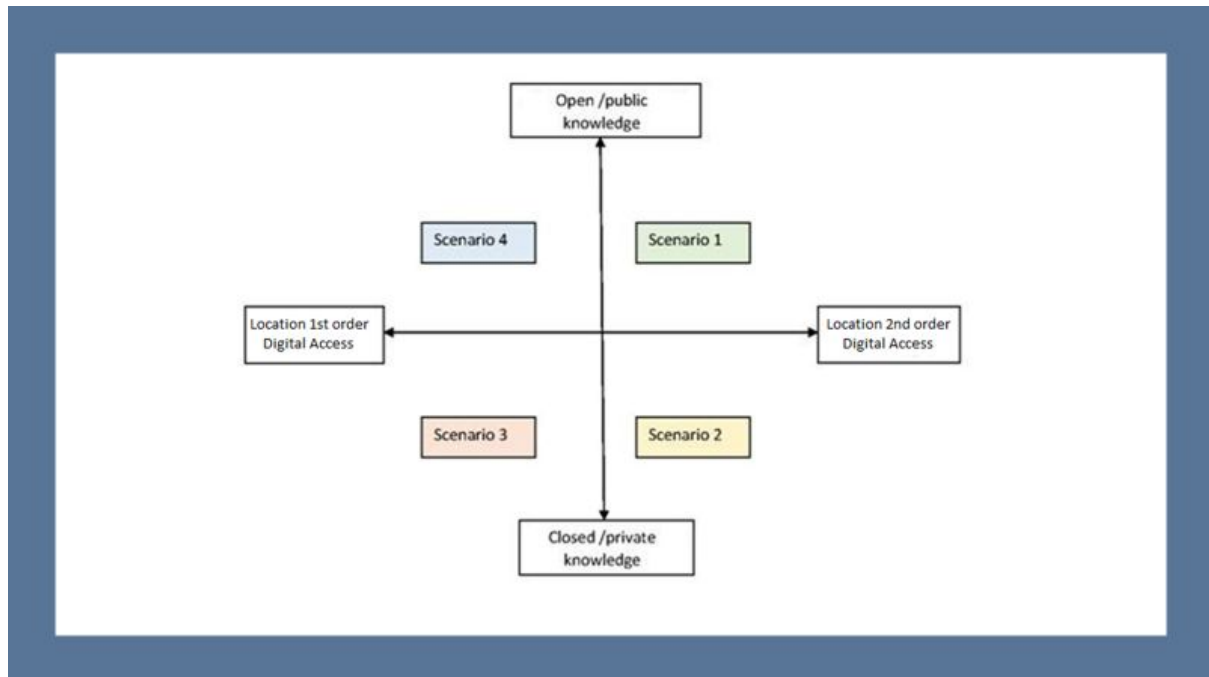 Open /public
knowledge
Scenario 4
Scenario 1
Location 1st order
Digital Access
Location 2nd order
Digital Access
Scenario 3
Scenario 2
Closed /private
knowledge